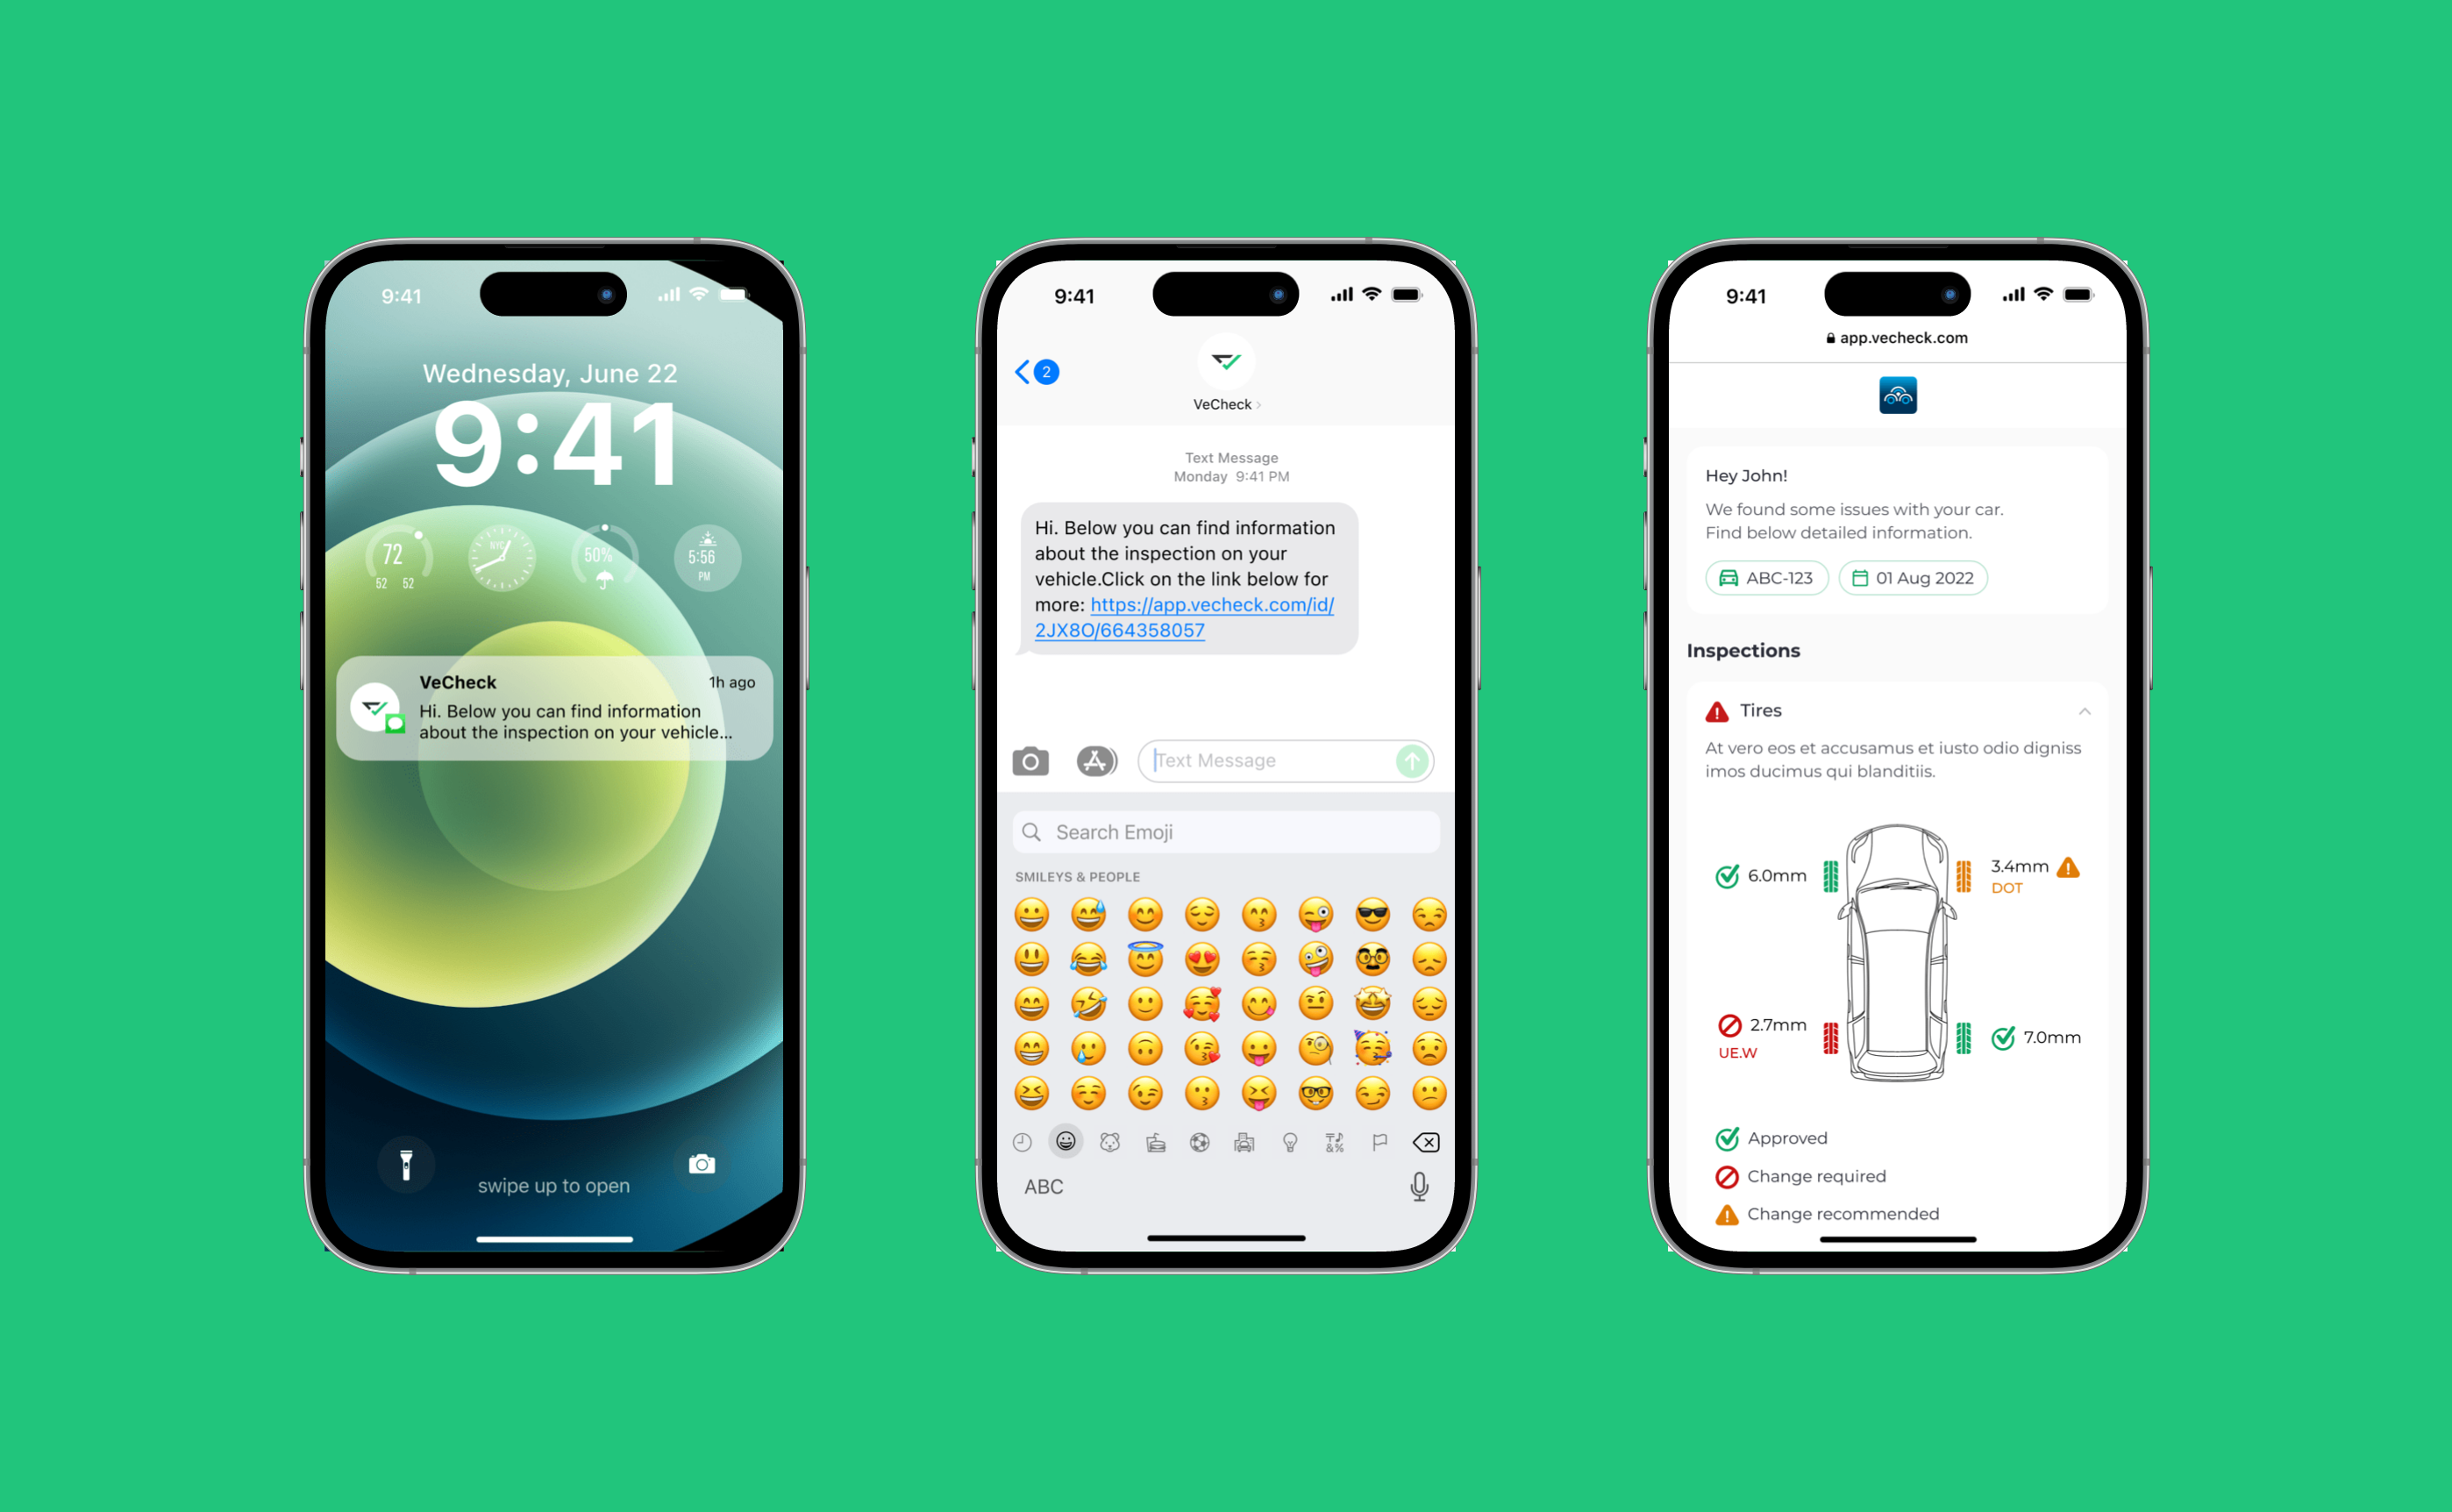 9:41
Wednesday, June 22
9:41
72
52 52
NYC
50%
5:56
PM
VeCheck
1h ago
Hi. Below you can find information
about the inspection on your vehicle...
swipe up to open
9:41
2
VeCheck
Text Message
Monday 9:41 PM
Hi. Below you can find information
about the inspection on your
vehicle.Click on the link below for
more: https://app.vecheck.com/id/
2JX8O/664358057
Text Message
Search Emoji
SMILEYS & PEOPLE
&%
ABC
9:41
app.vecheck.com
Hey John!
We found some issues with your car.
Find below detailed information.
ABC-123
01 Aug 2022
Inspections
Tires
At vero eos et accusamus et iusto odio digniss
imos ducimus qui blanditiis.
6.0mm
3.4mm
DOT
2.7mm
UE.W
7.0mm
Approved
Change required
Change recommended